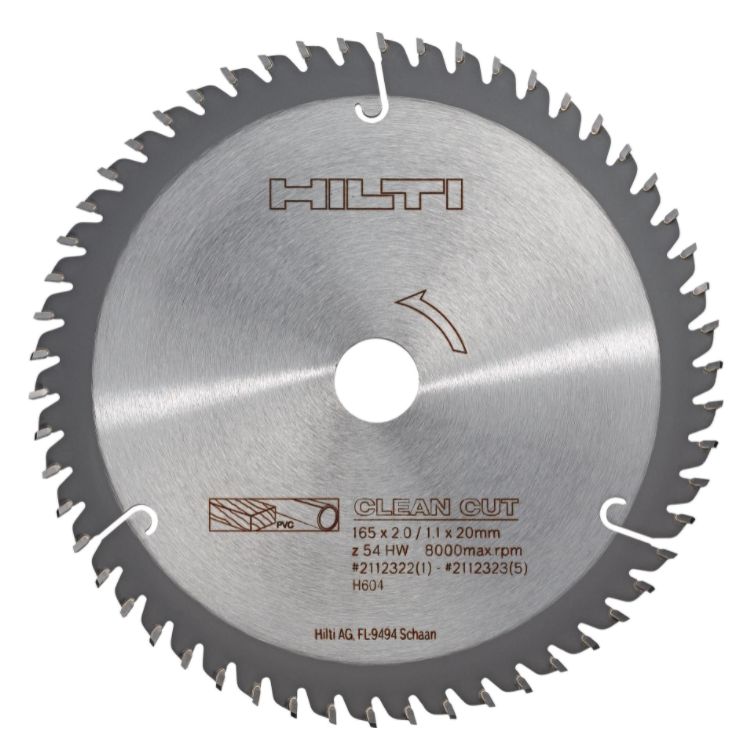 HILTI
PVC
CLEAN CUT
165 x 2.0 / 1.1 x 20mm
z 54 HW 8000max.rpm
#2112322(1) - #2112323(5)
H604
Hilti AG, FL-9494 Schaan